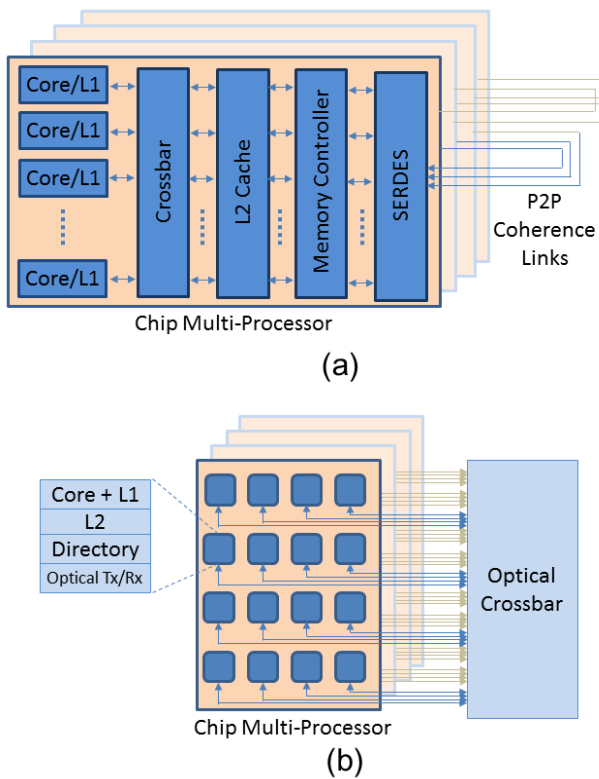 Core/L1
Core/L1
Core/L1
Core/L1
Crossbar
L2 Cache
Memory Controller
SERDES
P2P
Coherence
Links
Chip Multi-Processor
(a)
Core + L1
L2
Directory
Optical Tx/Rx
Optical
Crossbar
Chip Multi-Processor
(b)